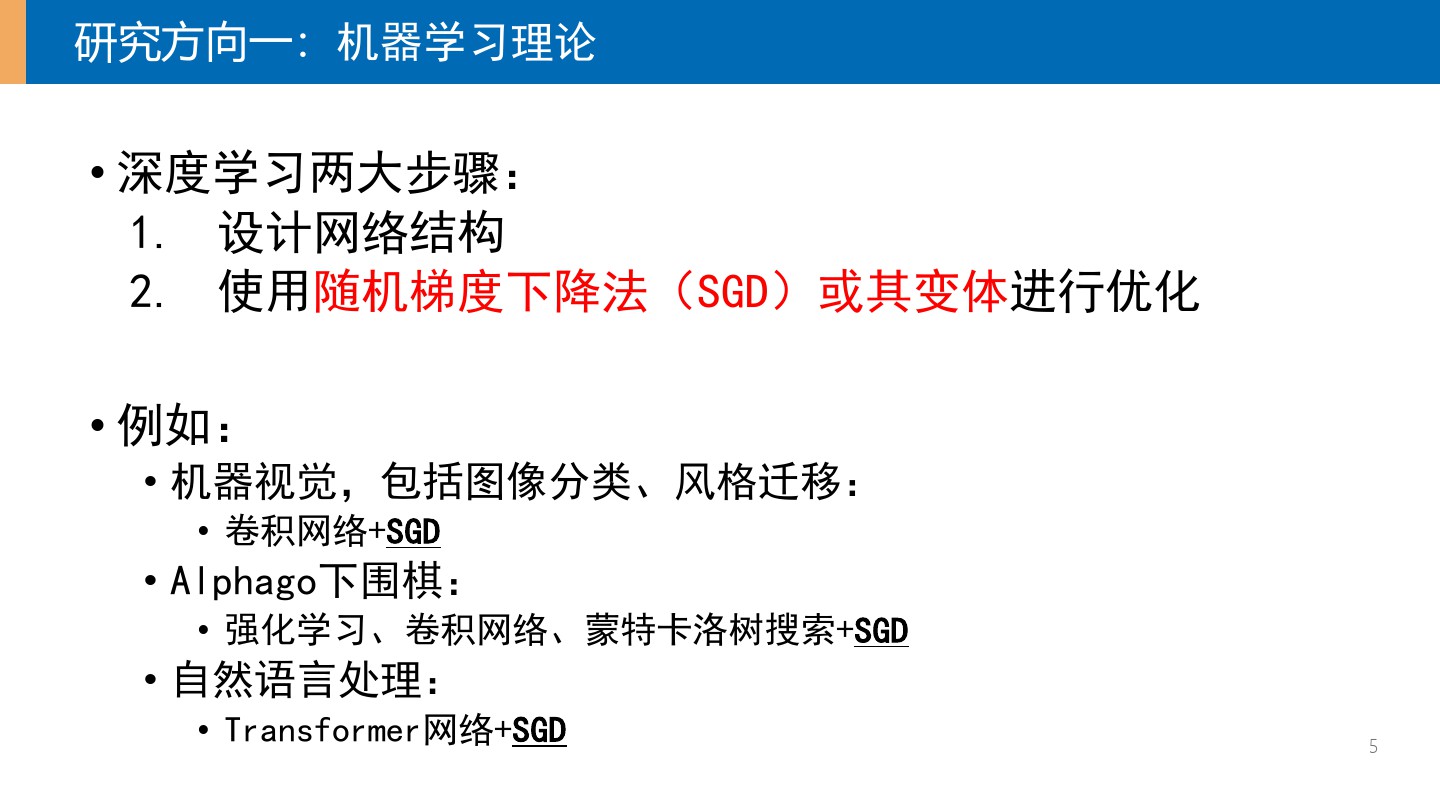 研究方向一：机器学习理论
• 深度学习两大步骤：
1. 设计网络结构
2. 使用随机梯度下降法（SGD）或其变体进行优化
• 例如：
• 机器视觉，包括图像分类、风格迁移：
• 卷积网络+SGD
• Alphago下围棋：
• 强化学习、卷积网络、蒙特卡洛树搜索+SGD
• 自然语言处理：
• Transformer网络+SGD
5